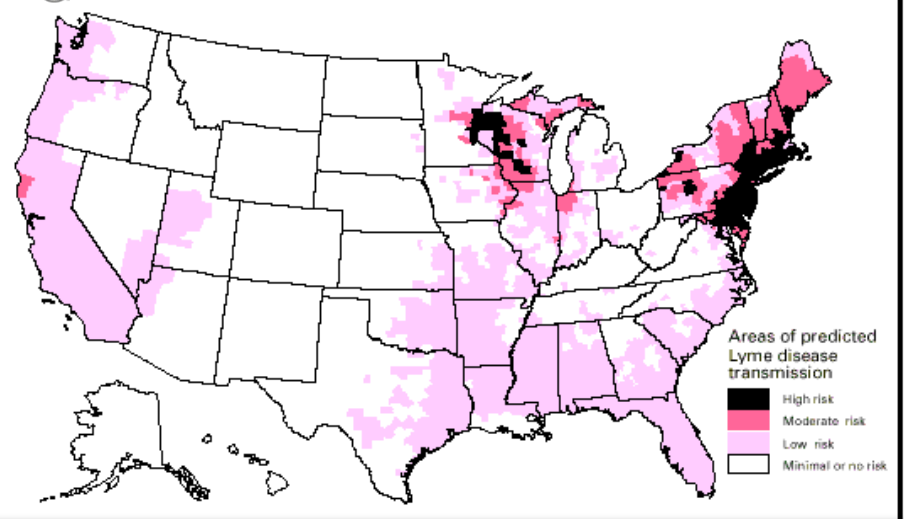 Areas of predicted
Lyme disease
transmission
High risk
Moderate risk
Low risk
Minimal or no risk